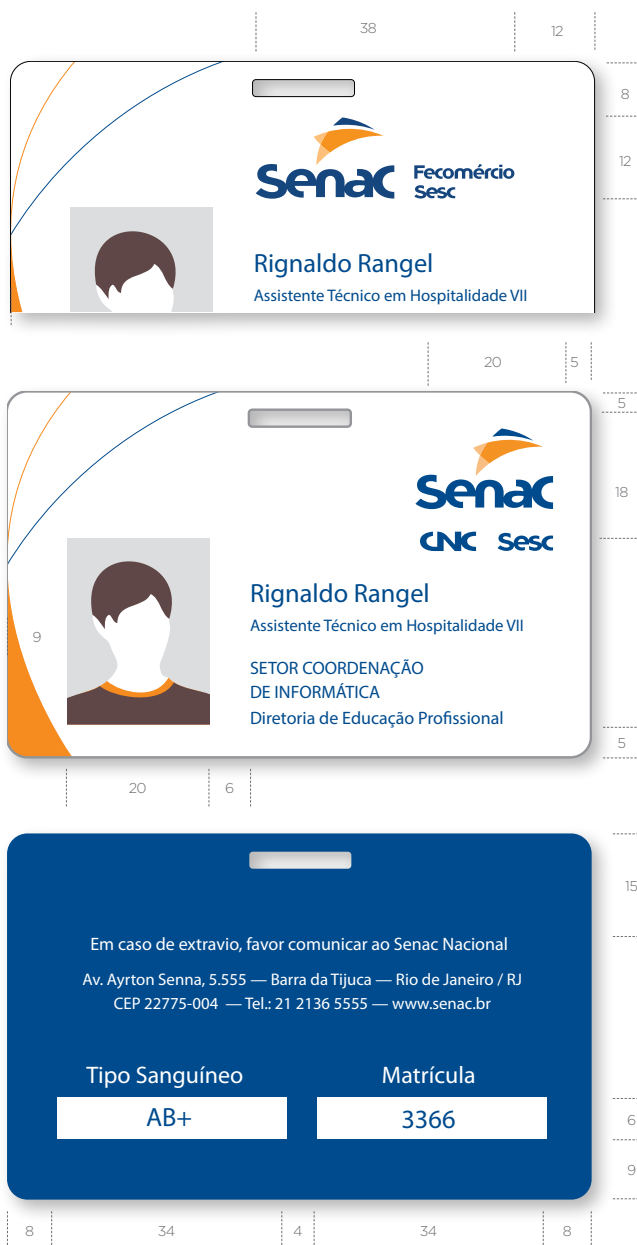 38
12
8
12
Senac
Fecomércio
Sesc
Rignaldo Rangel
Assistente Técnico em Hospitalidade VII
20
5
5
18
Senac
CNC Sesc
Rignaldo Rangel
Assistente Técnico em Hospitalidade VII
9
SETOR COORDENAÇÃO
DE INFORMÁTICA
Diretoria de Educação Profissional
5
20
6
15
Em caso de extravio, favor comunicar ao Senac Nacional
Av. Ayrton Senna, 5.555 — Barra da Tijuca — Rio de Janeiro / RJ
CEP 22775-004 — Tel.: 21 2136 5555 — www.senac.br
Tipo Sanguíneo
Matrícula
AB+
3366
6
9
8
34
4
34
8